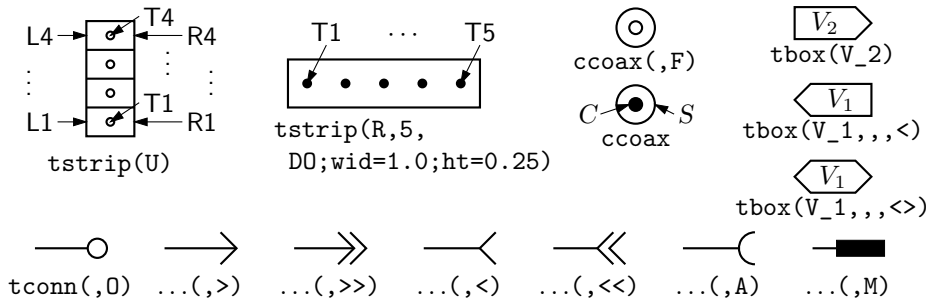 T4
L4
R4
L1
T1
R1
tstrip(U)
T1 ... T5
tstrip(R,5,
DO;wid=1.0;ht=0.25)
ccoax(,F)
C
S
ccoax
V2
tbox(V_2)
V1
tbox(V_1,,,<)
V1
tbox(V_1,,,<>)
tconn(,O) ...(,>) ...(,>>) ...(,<) ...(,<<) ...(,A) ...(,M)